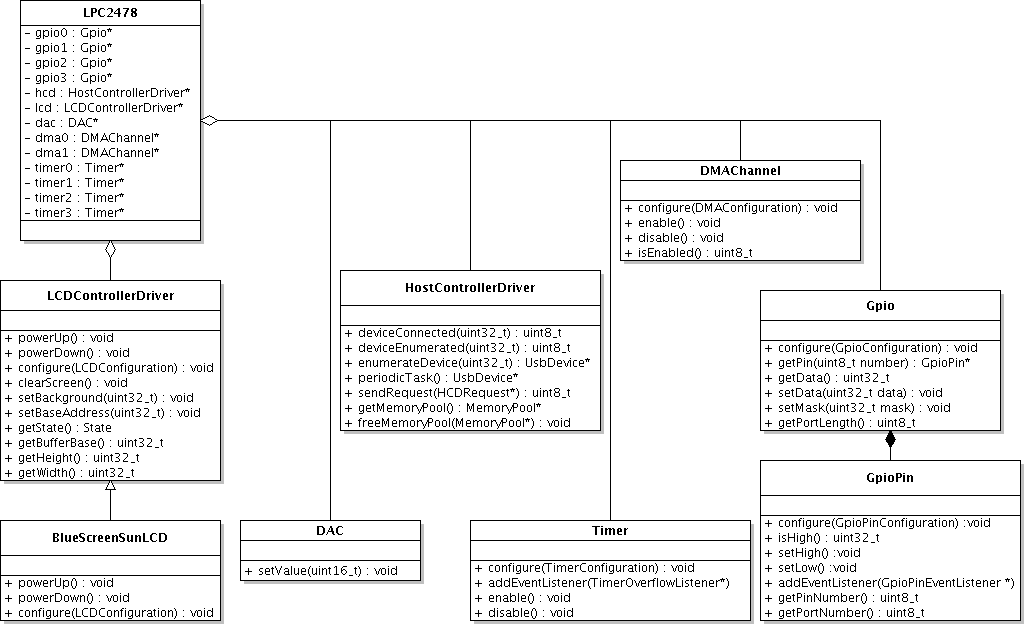 LPC2478
- gpio0 : Gpio*
- gpio1 : Gpio*
- gpio2 : Gpio*
- gpio3 : Gpio*
- hcd : HostControllerDriver*
- lcd : LCDControllerDriver*
- dac : DAC*
- dma0 : DMAChannel*
- dma1 : DMAChannel*
- timer0 : Timer*
- timer1 : Timer*
- timer2 : Timer*
- timer3 : Timer*
DMAChannel
+ configure(DMAConfiguration) : void
+ enable() : void
+ disable() : void
+ isEnabled() : uint8_t
LCDControllerDriver
+ powerUp() : void
+ powerDown() : void
+ configure(LCDConfiguration) : void
+ clearScreen() : void
+ setBackground(uint32_t) : void
+ setBaseAddress(uint32_t) : void
+ getState() : State
+ getBufferBase() : uint32_t
+ getHeight() : uint32_t
+ getWidth() : uint32_t
HostControllerDriver
+ deviceConnected(uint32_t) : uint8_t
+ deviceEnumerated(uint32_t) : uint8_t
+ enumerateDevice(uint32_t) : UsbDevice*
+ periodicTask() : UsbDevice*
+ sendRequest(HCDRequest*) : uint8_t
+ getMemoryPool() : MemoryPool*
+ freeMemoryPool(MemoryPool*) : void
Gpio
+ configure(GpioConfiguration) : void
+ getPin(uint8_t number) : GpioPin*
+ getData() : uint32_t
+ setData(uint32_t data) : void
+ setMask(uint32_t mask) : void
+ getPortLength() : uint8_t
BlueScreenSunLCD
+ powerUp() : void
+ powerDown() : void
+ configure(LCDConfiguration) : void
DAC
+ setValue(uint16_t) : void
Timer
+ configure(TimerConfiguration) : void
+ addEventListener(TimerOverflowListener*)
+ enable() : void
+ disable() : void
GpioPin
+ configure(GpioPinConfiguration) :void
+ isHigh() : uint32_t
+ setHigh() :void
+ setLow() :void
+ addEventListener(GpioPinEventListener *)
+ getPinNumber() : uint8_t
+ getPortNumber() : uint8_t